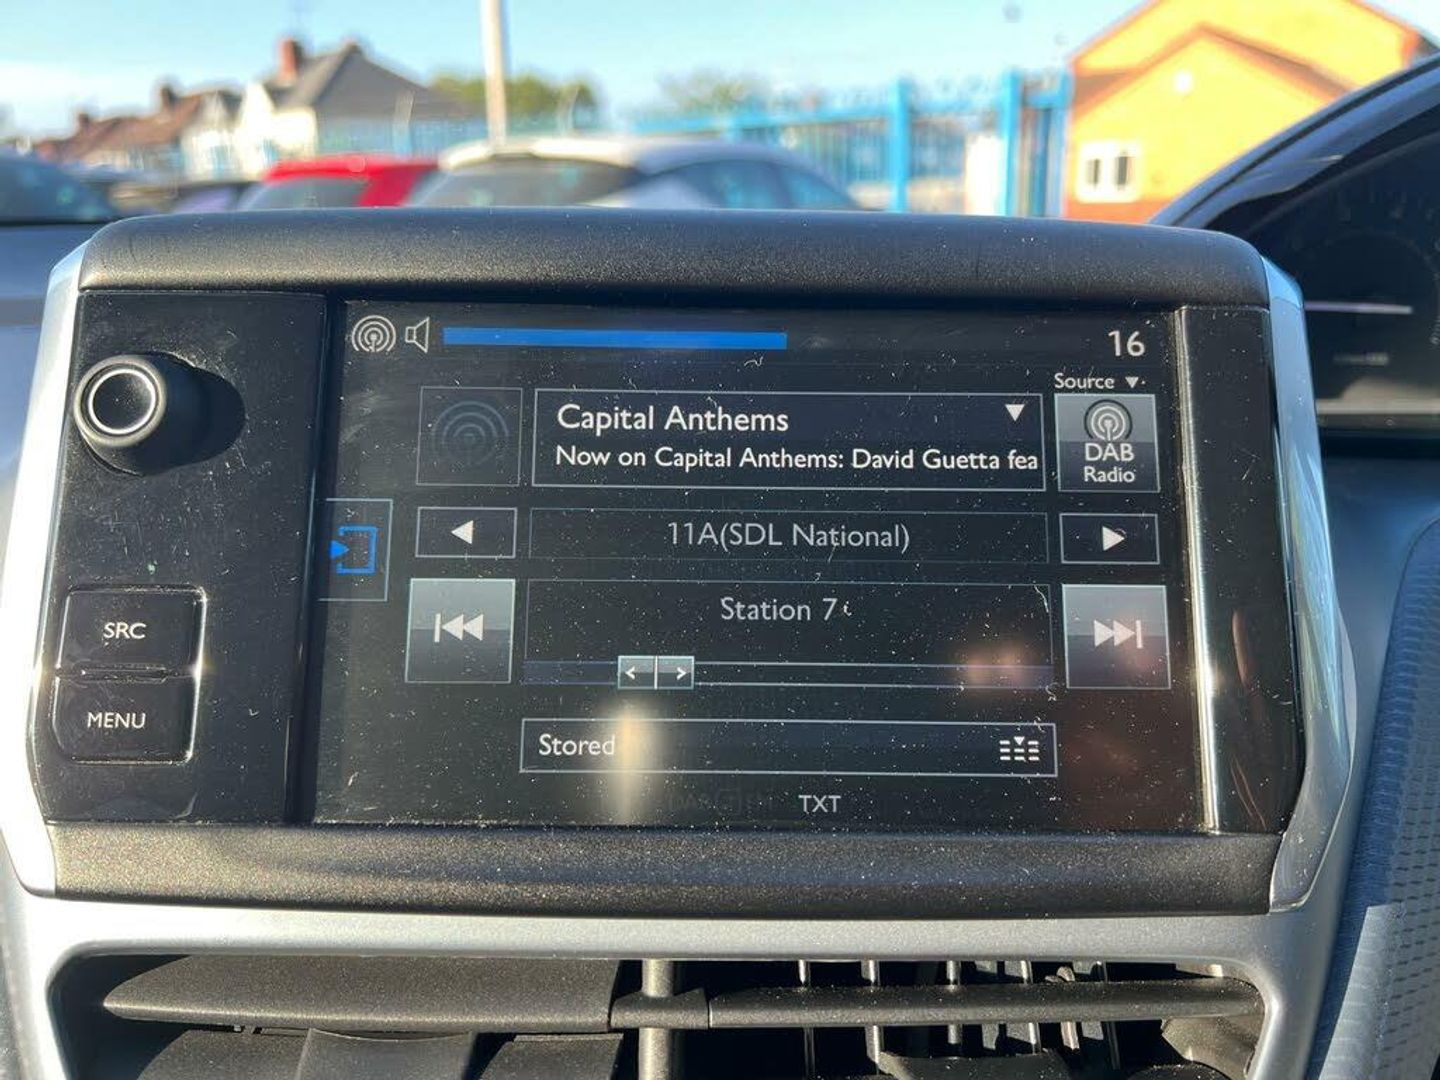 16
Source
Capital Anthems
Now on Capital Anthems: David Guetta fea
DAB
Radio
11A(SDL National)
Station 7
SRC
MENU
Stored
TXT